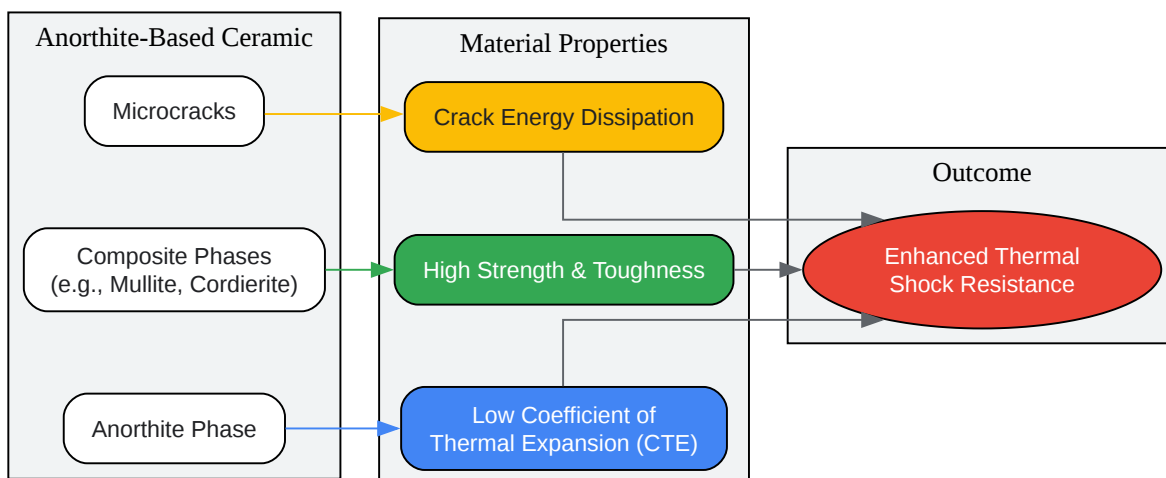 Anorthite-Based Ceramic
Microcracks
Composite Phases
(e.g., Mullite, Cordierite)
Anorthite Phase
Material Properties
Crack Energy Dissipation
High Strength & Toughness
Low Coefficient of
Thermal Expansion (CTE)
Outcome
Enhanced Thermal
Shock Resistance